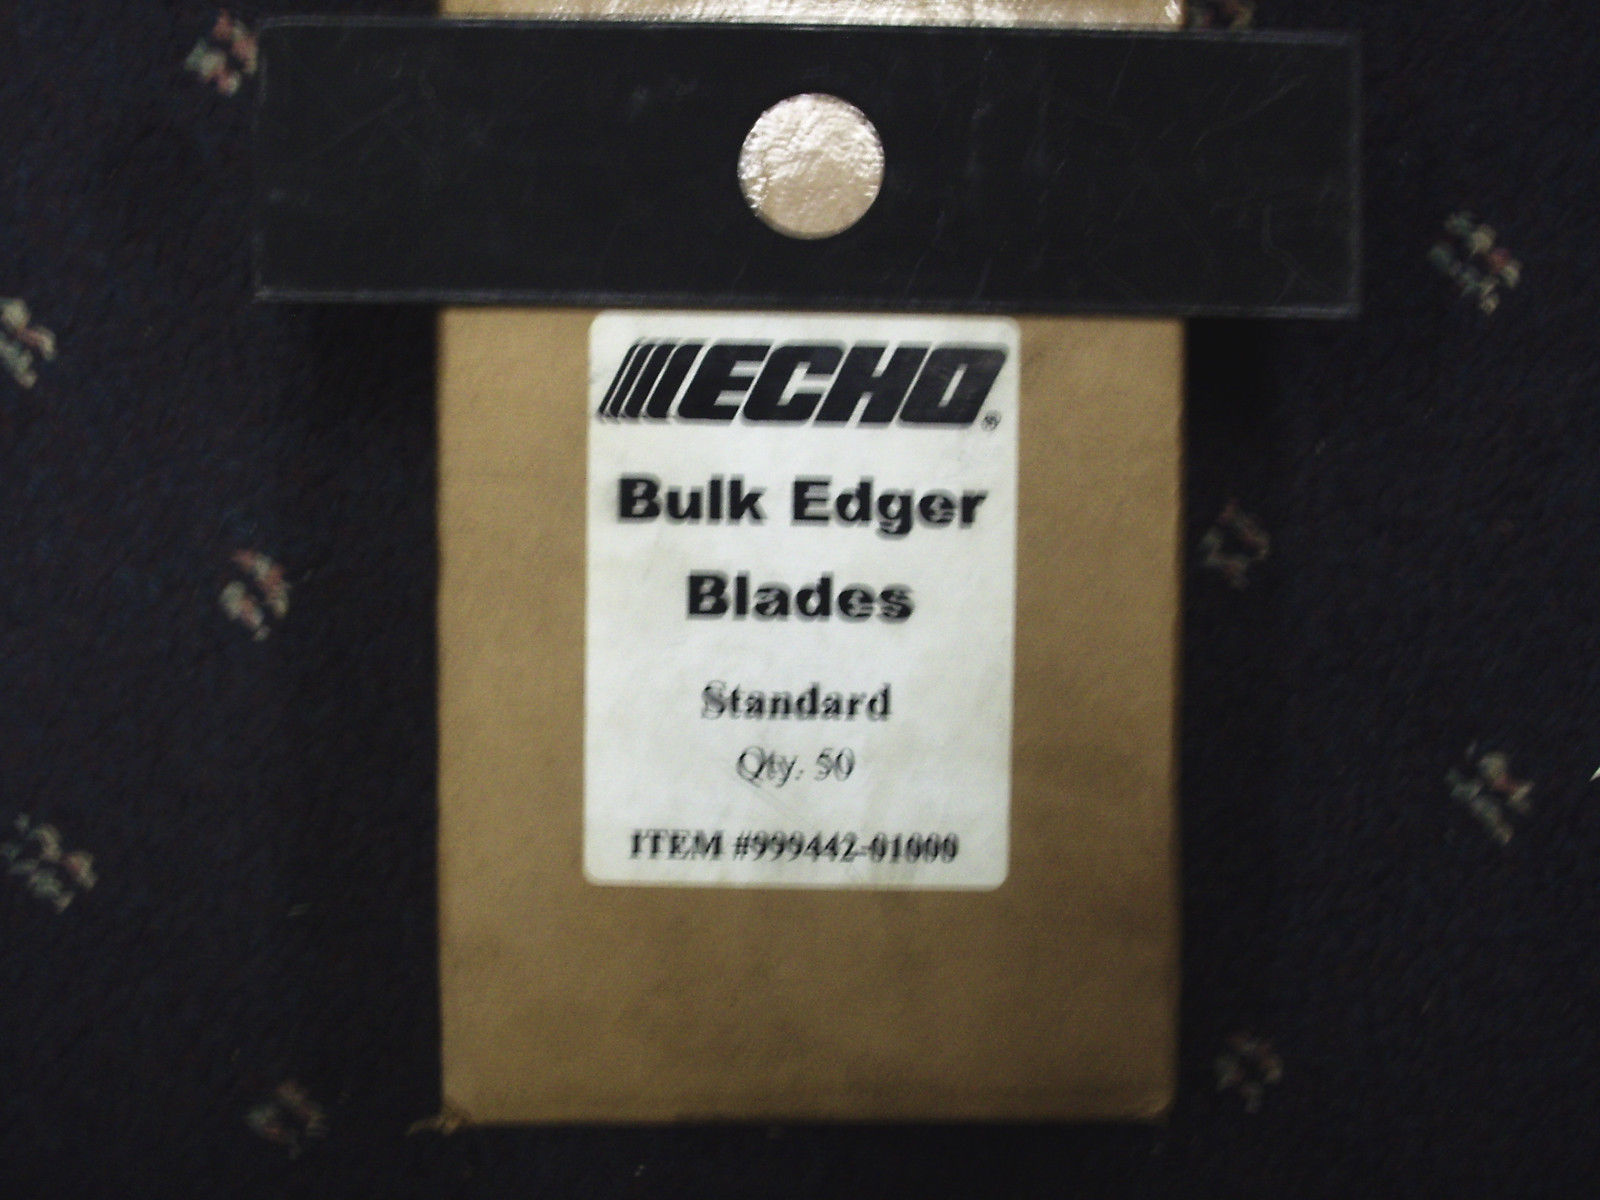 ECHO®
Bulk Edger
Blades
Standard
Qty. 50
ITEM #999442-01000